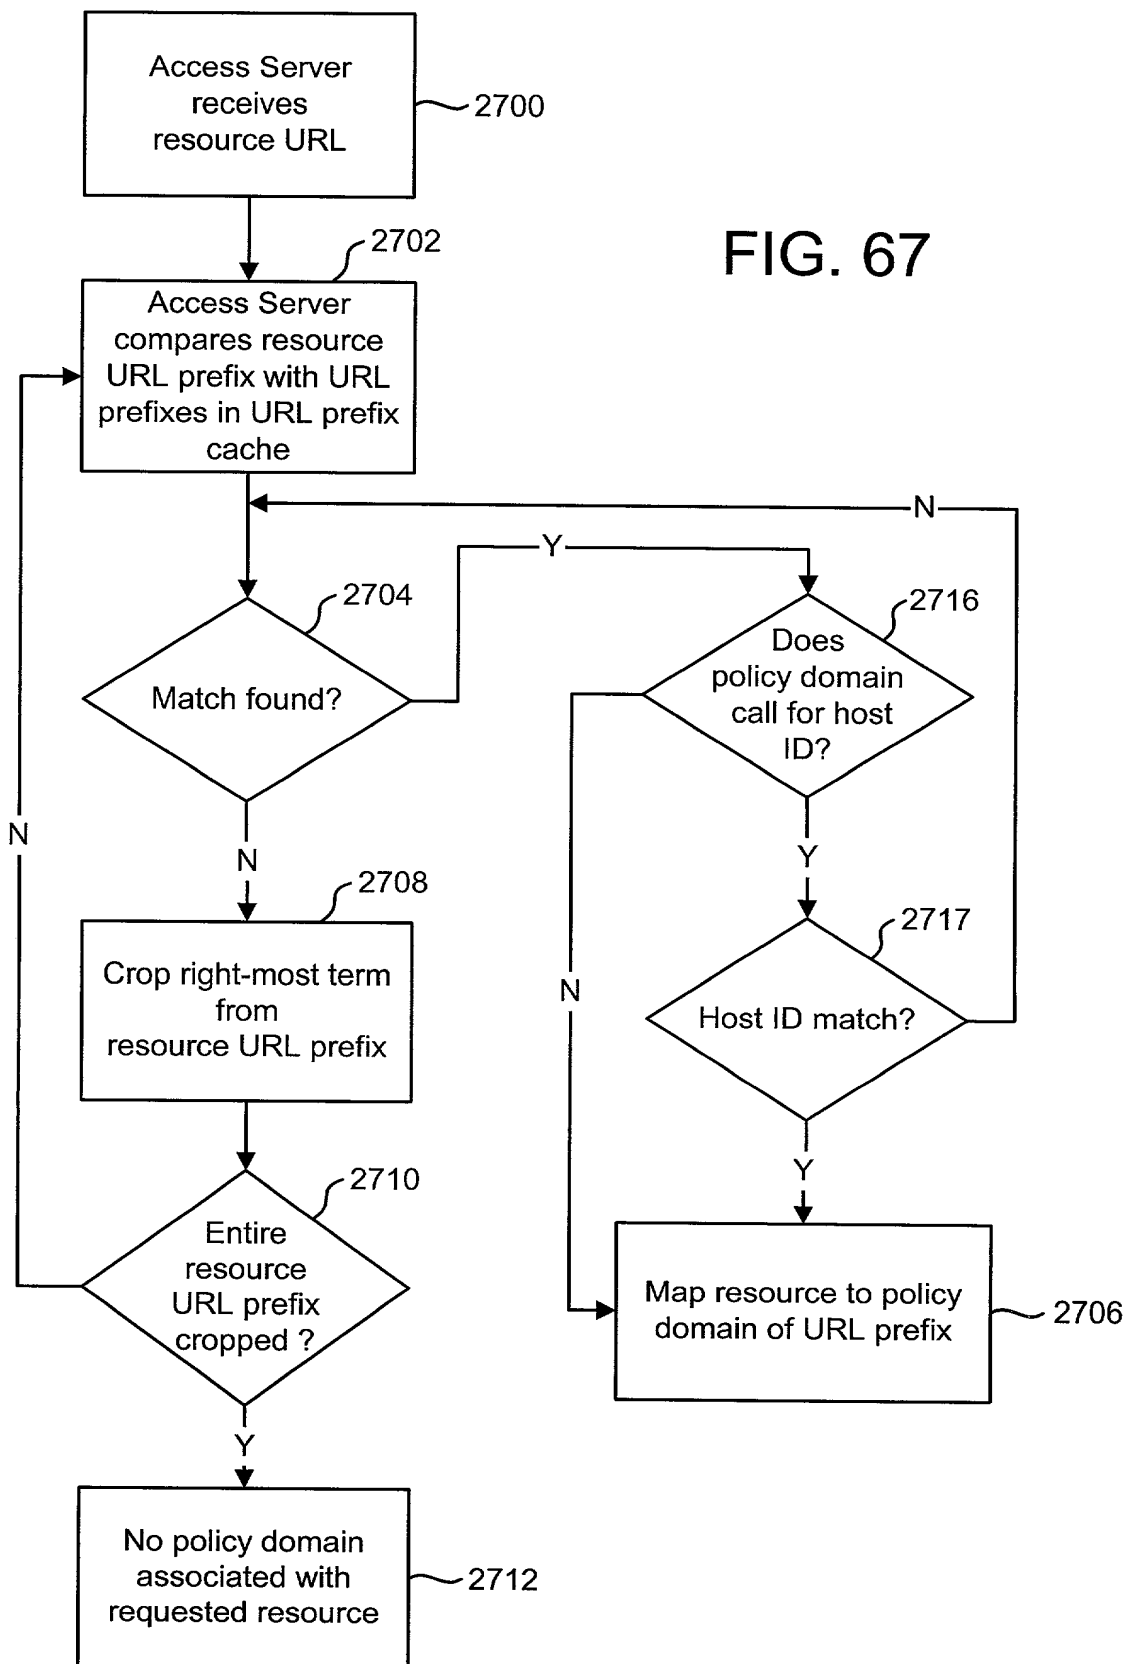 Access Server
receives
resource URL
2700
FIG. 67
2702
Access Server
compares resource
URL prefix with URL
prefixes in URL prefix
cache
N
Y
2704
Match found?
2716
Does
policy domain
call for host
ID?
N
N
Y
2708
Crop right-most term
from
resource URL prefix
2717
Host ID match?
N
2710
Entire
resource
URL prefix
cropped ?
Y
Map resource to policy
domain of URL prefix
2706
Y
No policy domain
associated with
requested resource
2712